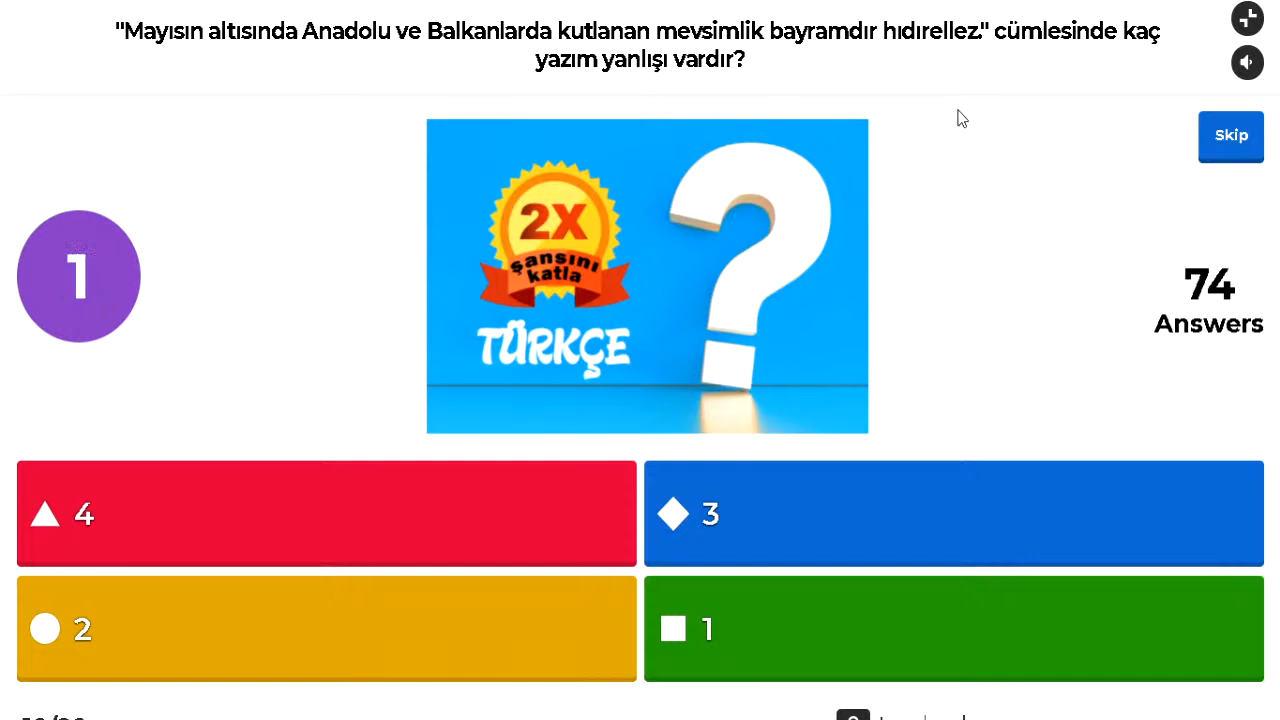 "Mayısın altısında Anadolu ve Balkanlarda kutlanan mevsimlik bayramdır hıdırellez." cümlesinde kaç
yazım yanlışı vardır?
Skip
2X
şansını
katla
TÜRKÇE
1
74
Answers
4
3
2
1